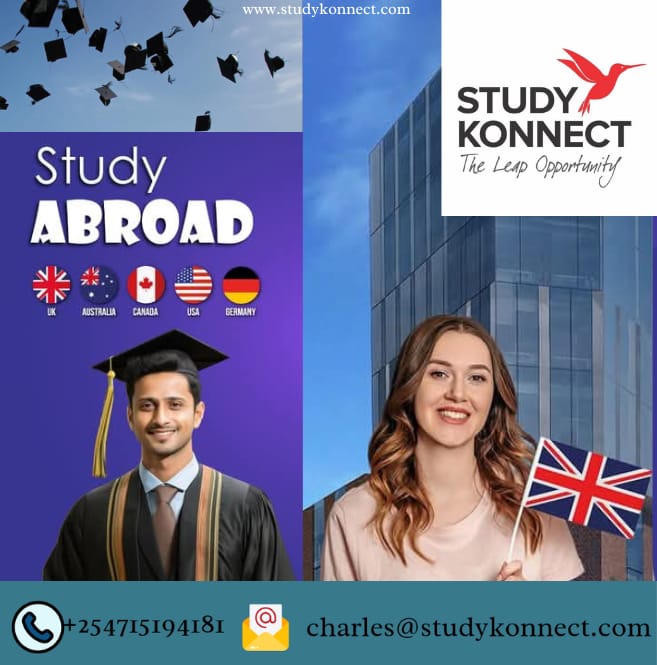 www.studykonnect.com
STUDY
KONNECT
The Leap Opportunity
Study
ABROAD
UK AUSTRALIA CANADA USA GERMANY
+254715194181
charles@studykonnect.com